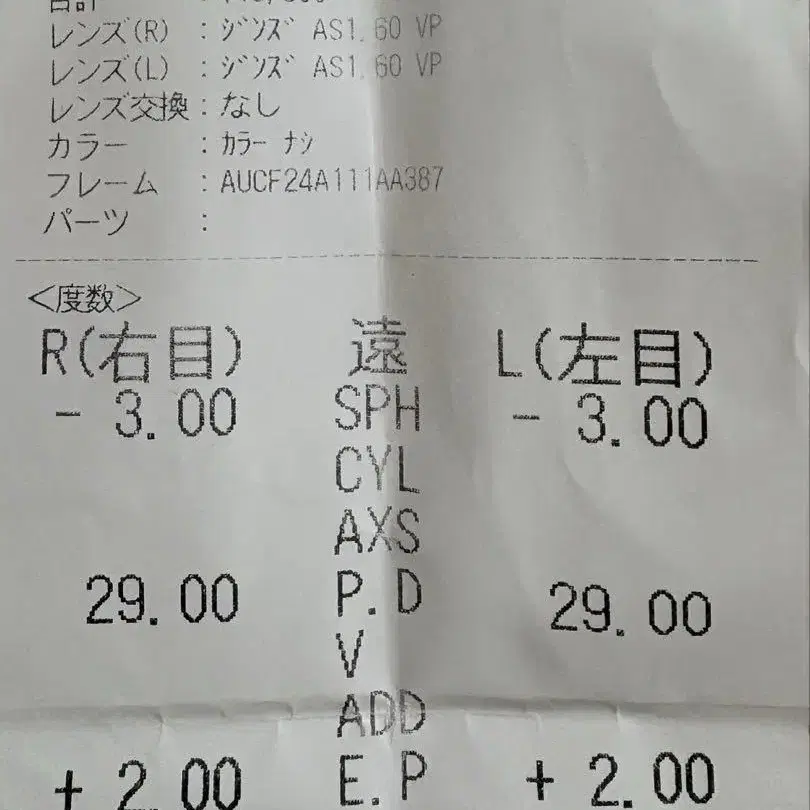 レンズ(R) : ジンズ AS1.60 VP
レンズ(L) : ジンズ AS1.60 VP
レンズ交換 : なし
カラー : カラー ナシ
フレーム : AUCF24A111AA387
パーツ :
<度数>
R(右目) 遠 L(左目)
- 3.00 SPH - 3.00
CYL
AXS
29.00 P.D 29.00
V
ADD
+ 2.00 E.P + 2.00